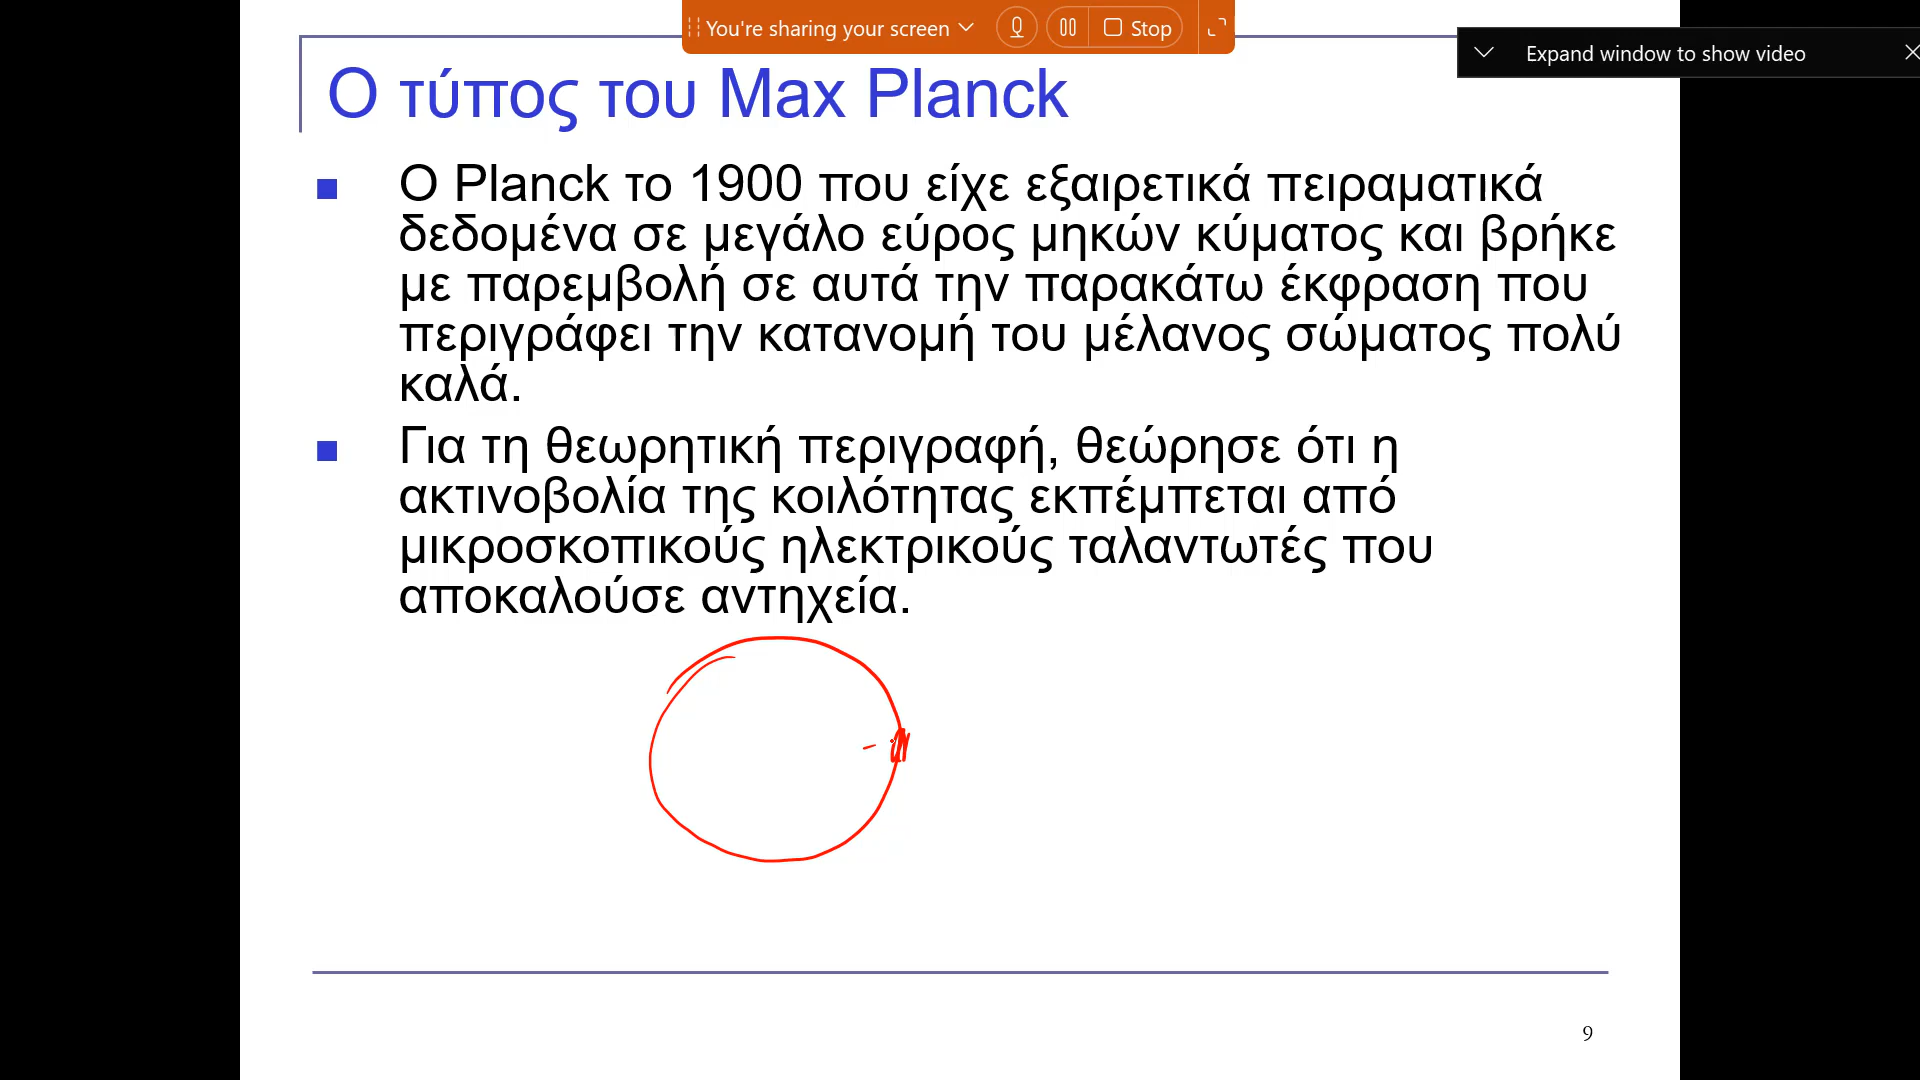 You're sharing your screen
Stop
Expand window to show video
Ο τύπος του Max Planck
Ο Planck το 1900 που είχε εξαιρετικά πειραματικά
δεδομένα σε μεγάλο εύρος μηκών κύματος και βρήκε
με παρεμβολή σε αυτά την παρακάτω έκφραση που
περιγράφει την κατανομή του μέλανος σώματος πολύ
καλά.
Για τη θεωρητική περιγραφή, θεώρησε ότι η
ακτινοβολία της κοιλότητας εκπέμπεται από
μικροσκοπικούς ηλεκτρικούς ταλαντωτές που
αποκαλούσε αντηχεία.
9